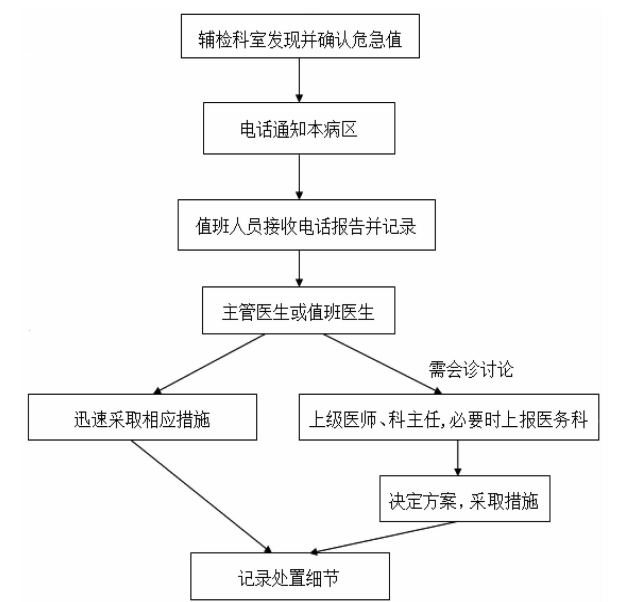 辅检科室发现并确认危急值
电话通知本病区
值班人员接收电话报告并记录
主管医生或值班医生
需会诊讨论
迅速采取相应措施
上级医师、科主任,必要时上报医务科
决定方案，采取措施
记录处置细节